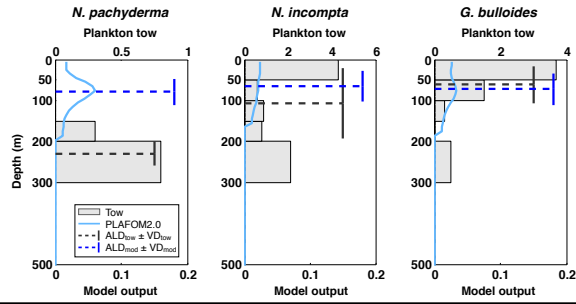 N. pachyderma
N. incompta
G. bulloides
Plankton tow
Plankton tow
Plankton tow
0 0.5 1
0 2 4 6
0 2 4
0
50
100
200
300
500
0
50
100
200
300
500
0
50
100
200
300
500
Depth (m)
Tow
PLAFOM2.0
ALDtow ± VDtow
ALDmod ± VDmod
0 0.1 0.2
0 0.1 0.2
0 0.1 0.2
Model output
Model output
Model output